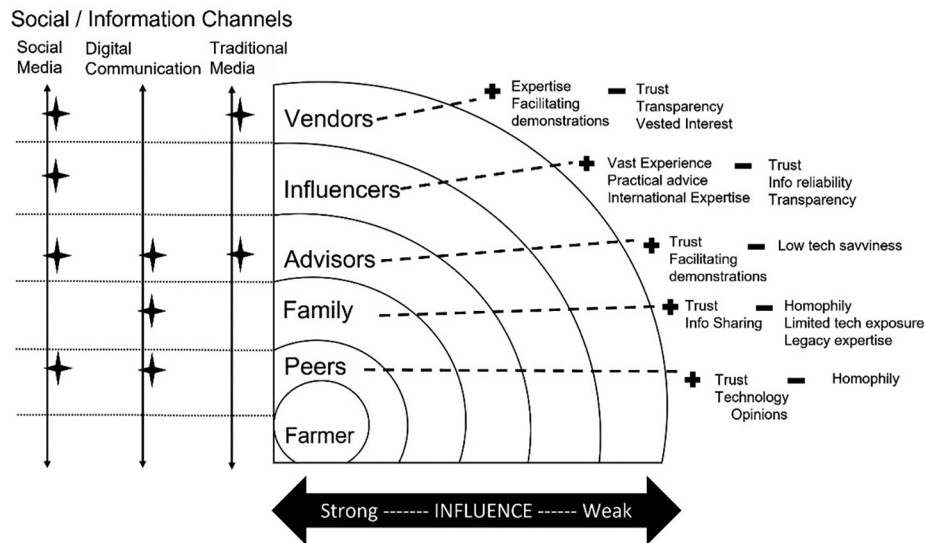 Social / Information Channels
Social Media
Digital Communication
Traditional Media
Vendors
+ Expertise
Facilitating
demonstrations
− Trust
Transparency
Vested Interest
Influencers
+ Vast Experience
Practical advice
International Expertise
− Trust
Info reliability
Transparency
Advisors
+ Trust
Facilitating
demonstrations
− Low tech savviness
Family
+ Trust
Info Sharing
− Homophily
Limited tech exposure
Legacy expertise
Peers
+ Trust
Technology
Opinions
− Homophily
Farmer
Strong ------- INFLUENCE ------ Weak